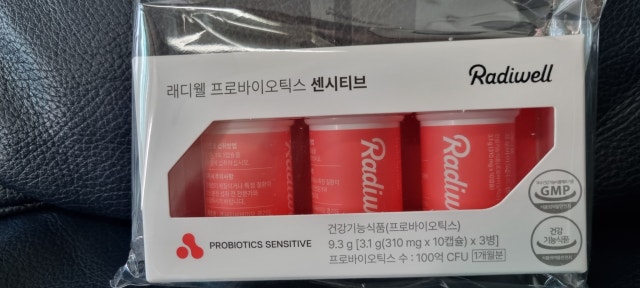 래디웰 프로바이오틱스 센시티브
Radiwell
Radiwell
Radiwell
PROBIOTICS SENSITIVE
건강기능식품(프로바이오틱스)
9.3 g [3.1 g(310 mg x 10캡슐) x 3병]
프로바이오틱스 수 : 100억 CFU 1개월분
GMP
건강
기능식품